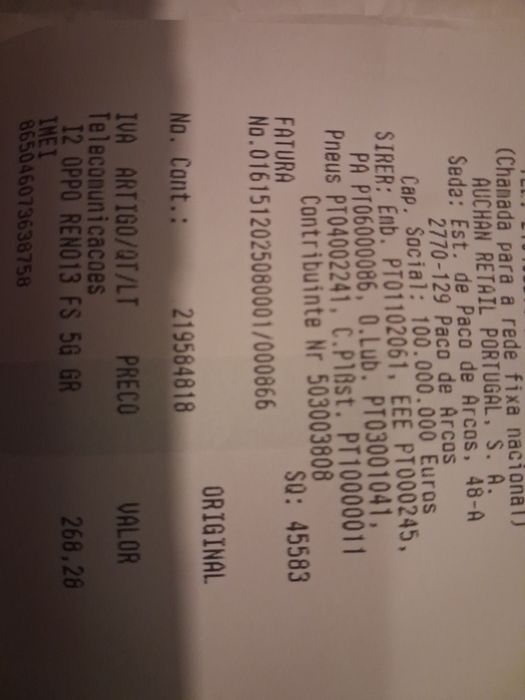 (Chamada para a rede fixa nacional)
AUCHAN RETAIL PORTUGAL, S. A.
Sede: Est. de Paco de Arcos, 48-A
2770-129 Paco de Arcos
Cap. Social: 100.000.000 Euros
SIRER: Emb. PT01102061, EEE PT000245,
PA PT06000086, O.Lub. PT03001041,
Pneus PT04002241, C.Plást. PT10000011
Contribuinte Nr 503003808
FATURA SQ: 45583
No.0161512025080001/000866
ORIGINAL
No. Cont.: 219584818
IVA ARTIGO/QT/LT PRECO VALOR
Telecomunicacoes
I2 OPPO RENO13 FS 5G GR 268,28
IMEI
865046073638758